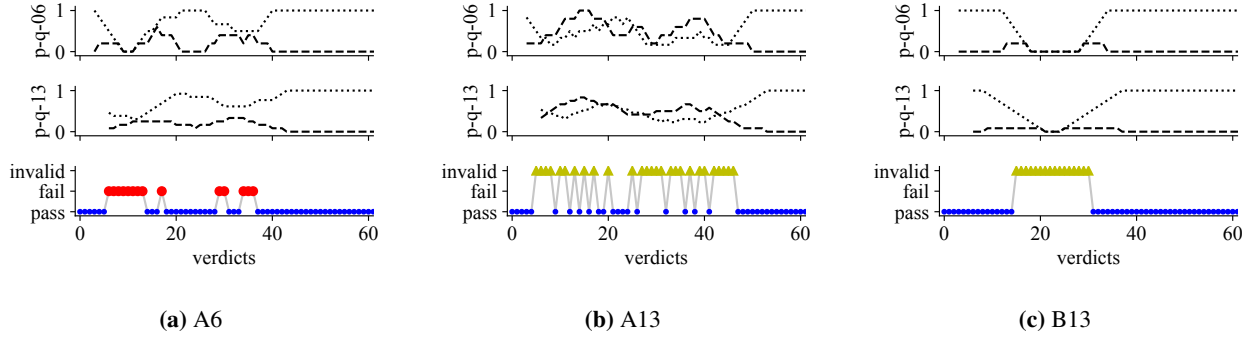 p-q-06
1
0
p-q-13
1
0
invalid
fail
pass
0 20 40 60
verdicts
(a) A6
p-q-06
1
0
p-q-13
1
0
invalid
fail
pass
0 20 40 60
verdicts
(b) A13
p-q-06
1
0
p-q-13
1
0
invalid
fail
pass
0 20 40 60
verdicts
(c) B13